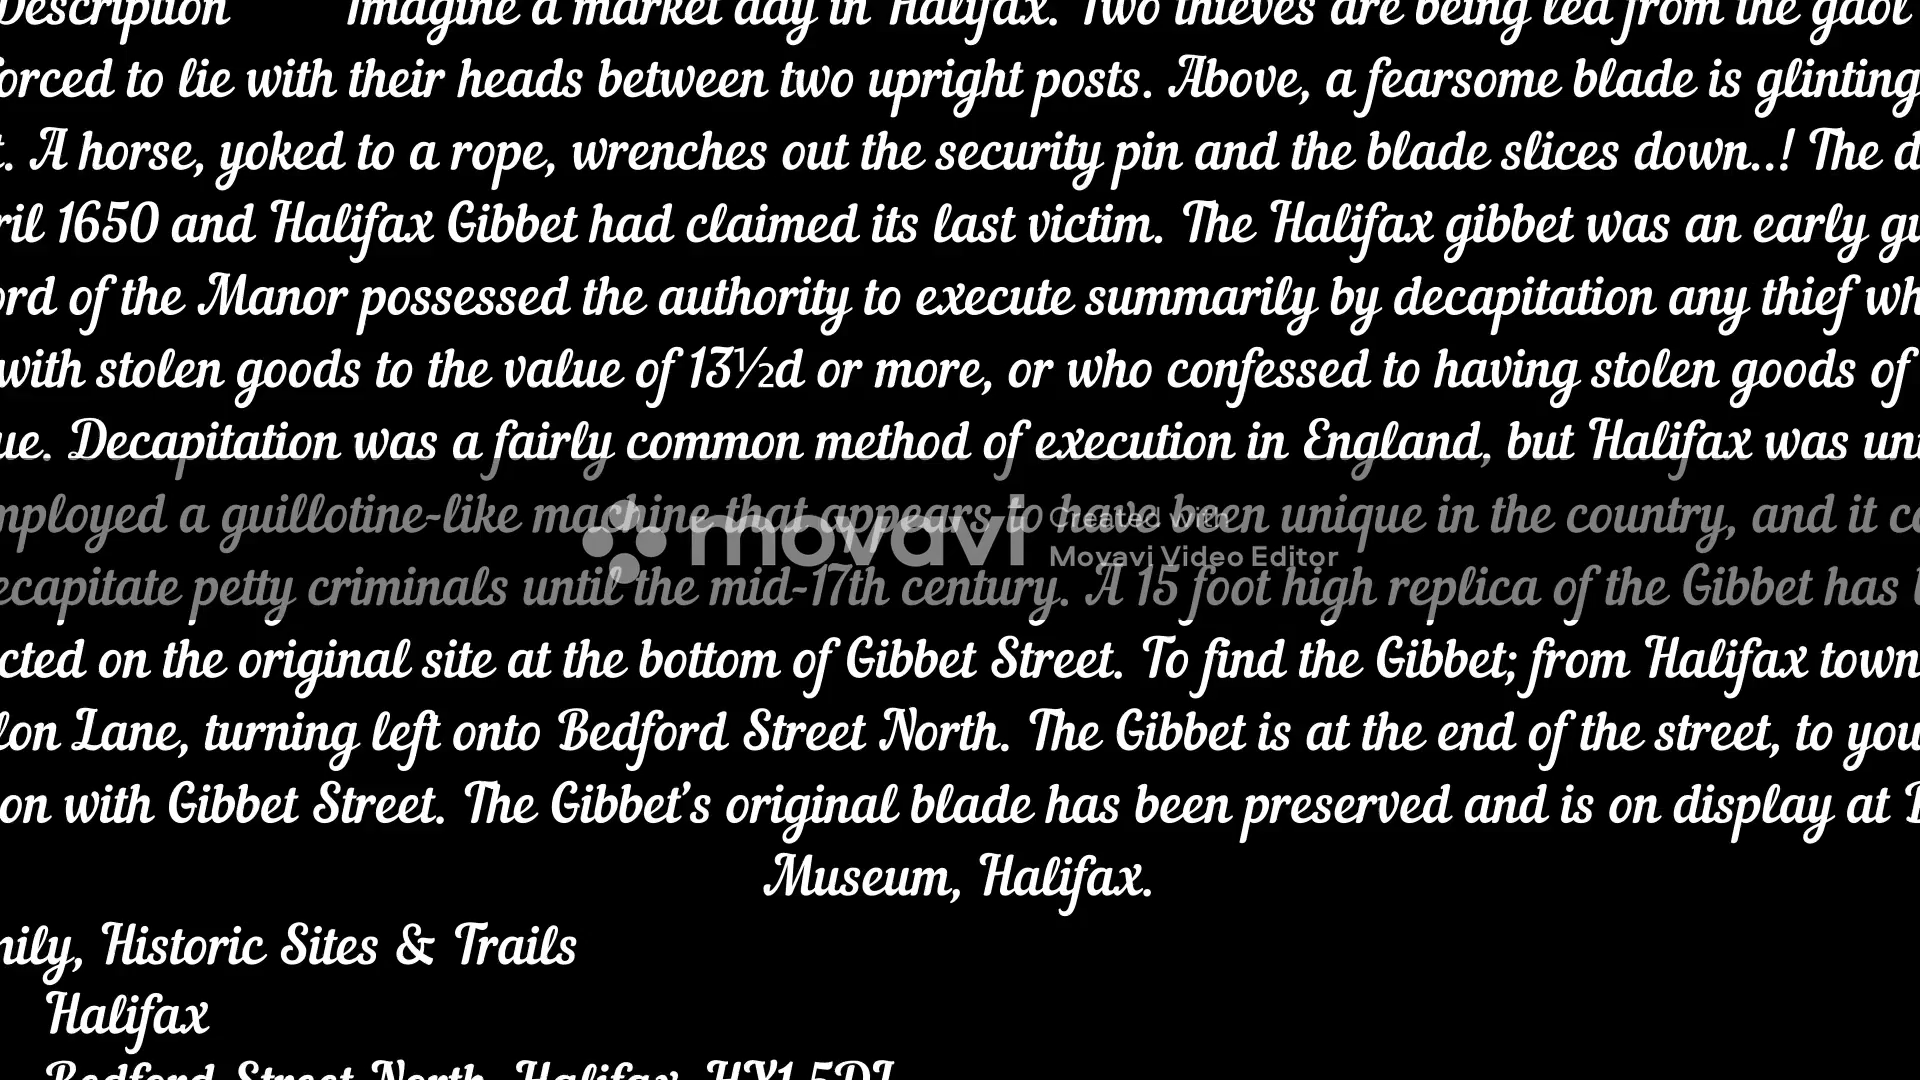 Description Imagine a market day in Halifax. Two thieves are being led from the gaol
forced to lie with their heads between two upright posts. Above, a fearsome blade is glinting
t. A horse, yoked to a rope, wrenches out the security pin and the blade slices down..! The d
ril 1650 and Halifax Gibbet had claimed its last victim. The Halifax gibbet was an early gu
ord of the Manor possessed the authority to execute summarily by decapitation any thief wh
with stolen goods to the value of 13½d or more, or who confessed to having stolen goods of
ue. Decapitation was a fairly common method of execution in England, but Halifax was uni
mployed a guillotine-like machine that appears to have been unique in the country, and it co
movavi Created with
Movavi Video Editor
ecapitate petty criminals until the mid-17th century. A 15 foot high replica of the Gibbet has b
cted on the original site at the bottom of Gibbet Street. To find the Gibbet; from Halifax town
lon Lane, turning left onto Bedford Street North. The Gibbet is at the end of the street, to you
on with Gibbet Street. The Gibbet's original blade has been preserved and is on display at B
Museum, Halifax.
mily, Historic Sites & Trails
Halifax
Bedford Street North, Halifax, HX1 5DL